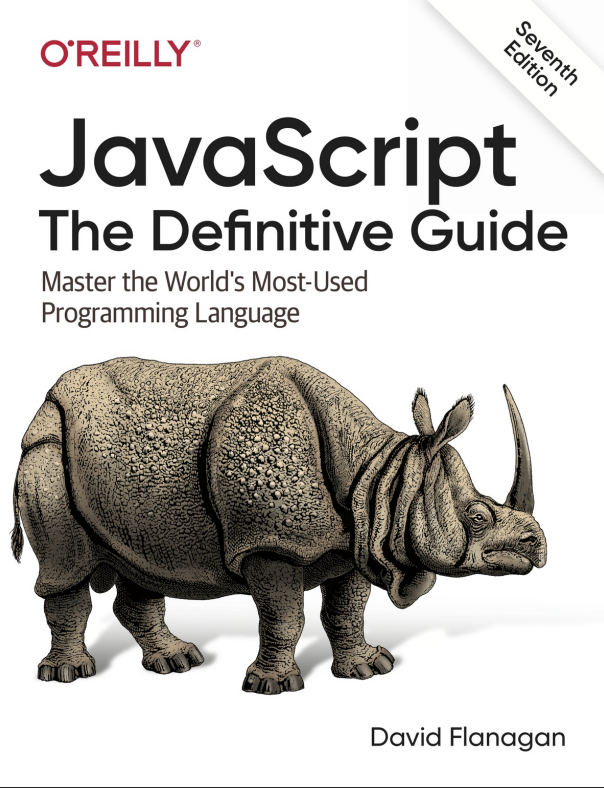 O'REILLY®
Seventh
Edition
JavaScript
The Definitive Guide
Master the World's Most-Used
Programming Language
David Flanagan